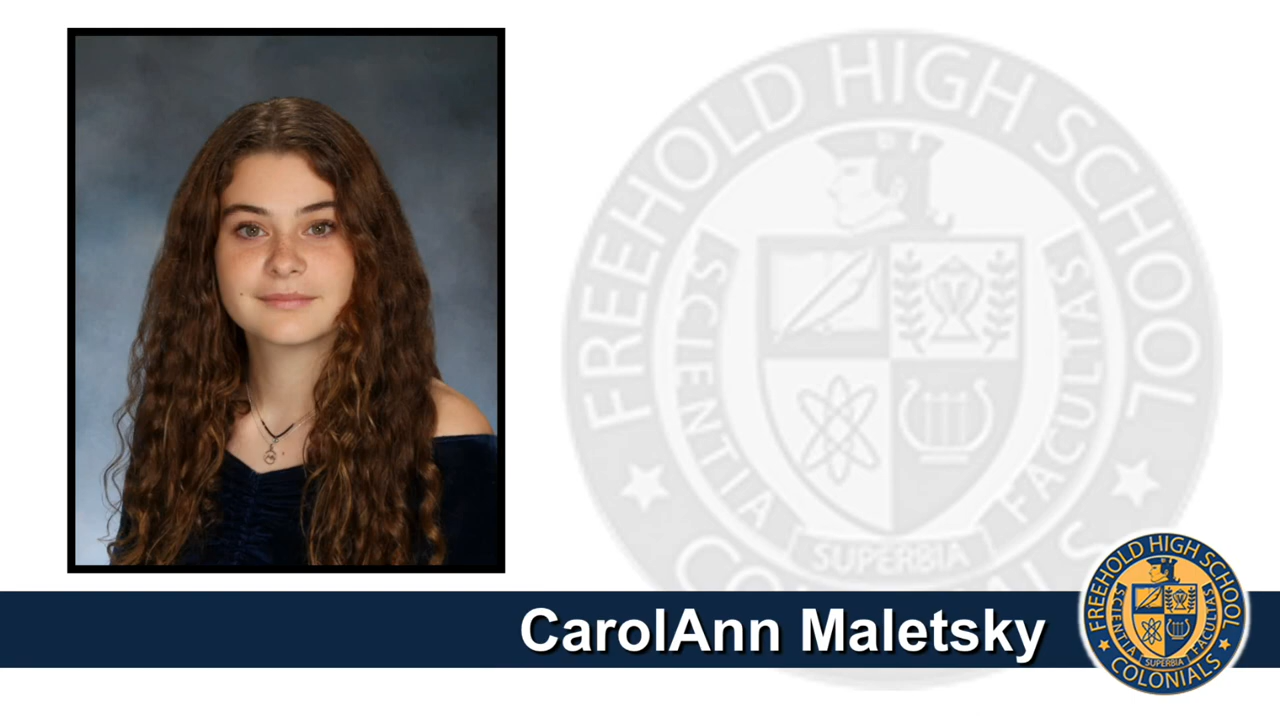 FREEHOLD HIGH SCHOOL
SCIENTIA
FACULTAS
SUPERBIA
COLONIALS
CarolAnn Maletsky
FREEHOLD HIGH SCHOOL
SCIENTIA
FACULTAS
SUPERBIA
COLONIALS